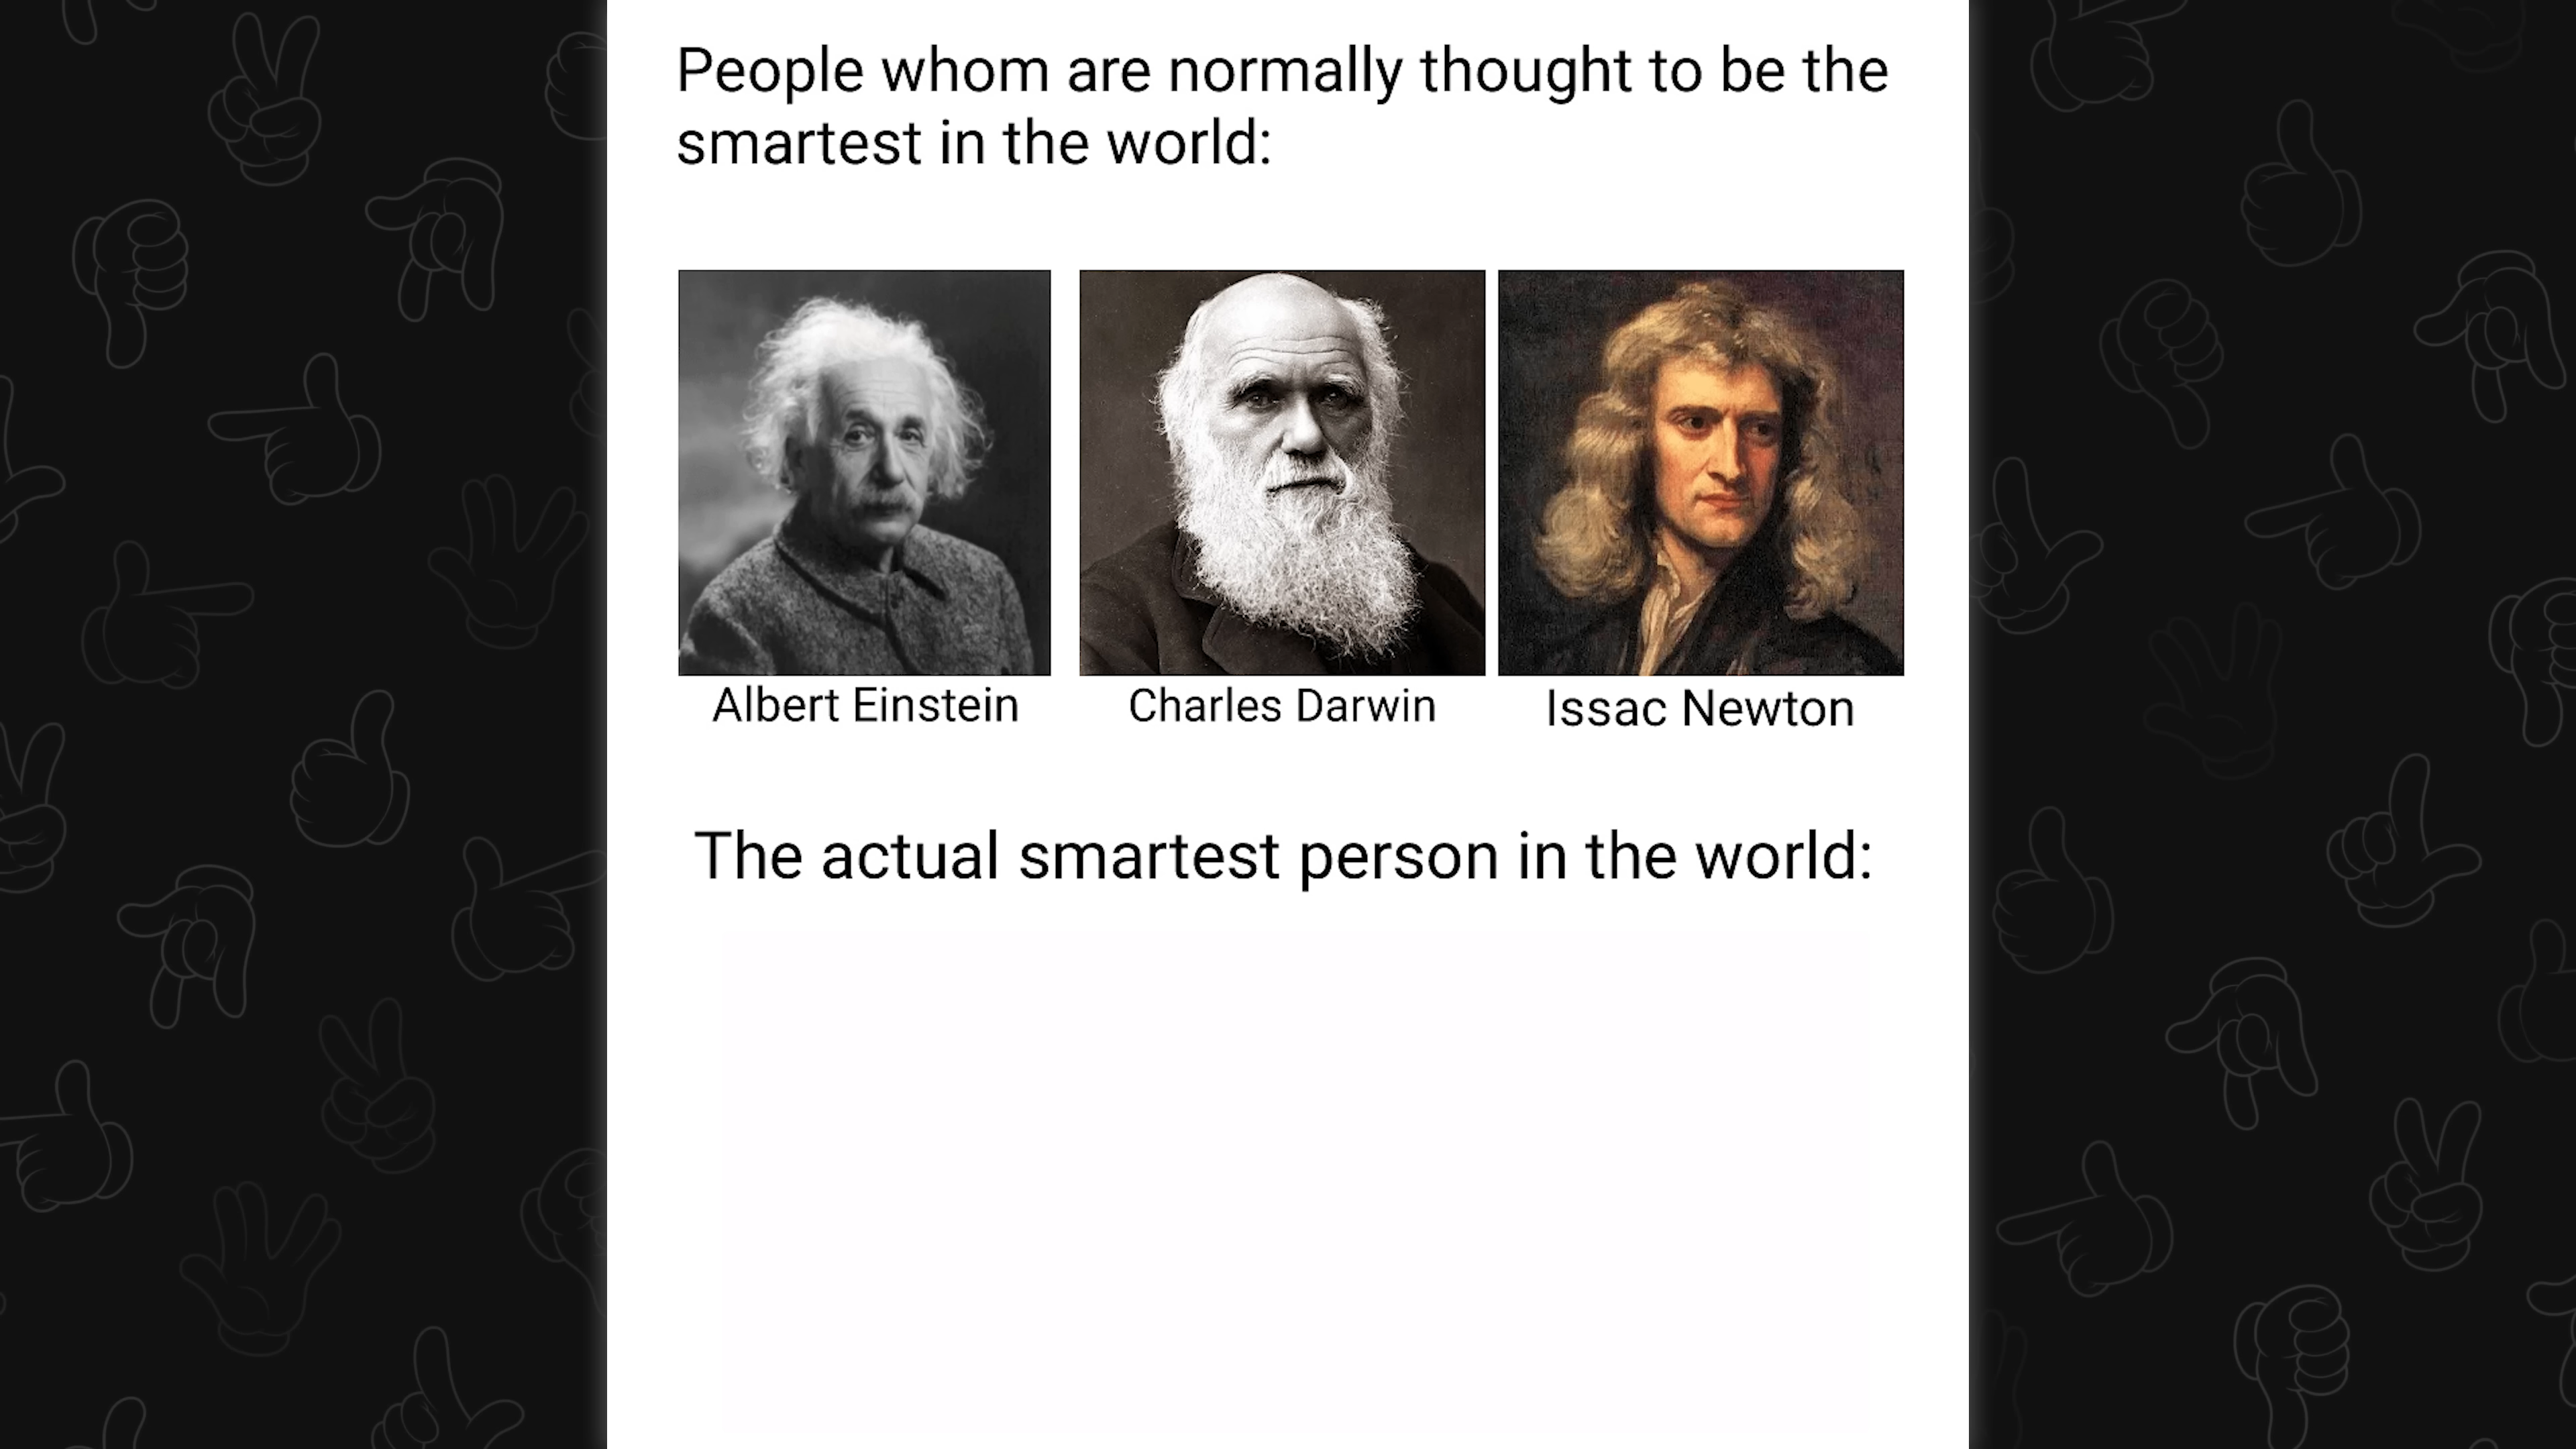 People whom are normally thought to be the
smartest in the world:
Albert Einstein
Charles Darwin
Issac Newton
The actual smartest person in the world: